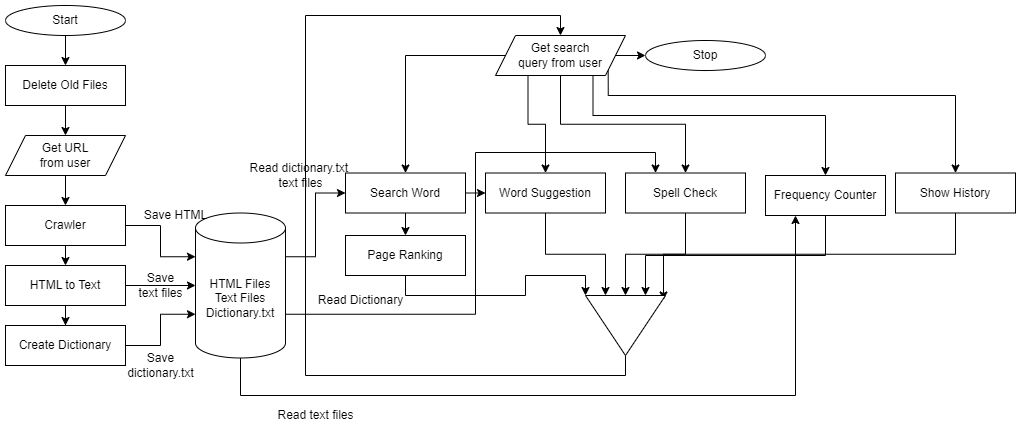 Start
Delete Old Files
Get URL
from user
Crawler
HTML to Text
Create Dictionary
Save HTML
Save
text files
Save
dictionary.txt
HTML Files
Text Files
Dictionary.txt
Read dictionary.txt
text files
Read Dictionary
Read text files
Get search
query from user
Stop
Search Word
Page Ranking
Word Suggestion
Spell Check
Frequency Counter
Show History